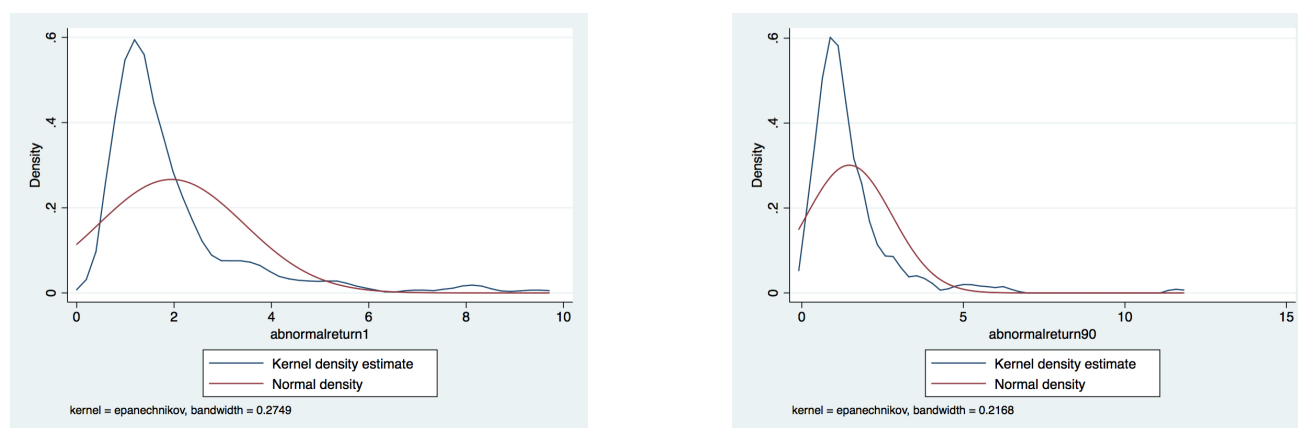 Density
.6
.4
.2
0
0 2 4 6 8 10
abnormalreturn1
Kernel density estimate
Normal density
kernel = epanechnikov, bandwidth = 0.2749
Density
.6
.4
.2
0
0 5 10 15
abnormalreturn90
Kernel density estimate
Normal density
kernel = epanechnikov, bandwidth = 0.2168